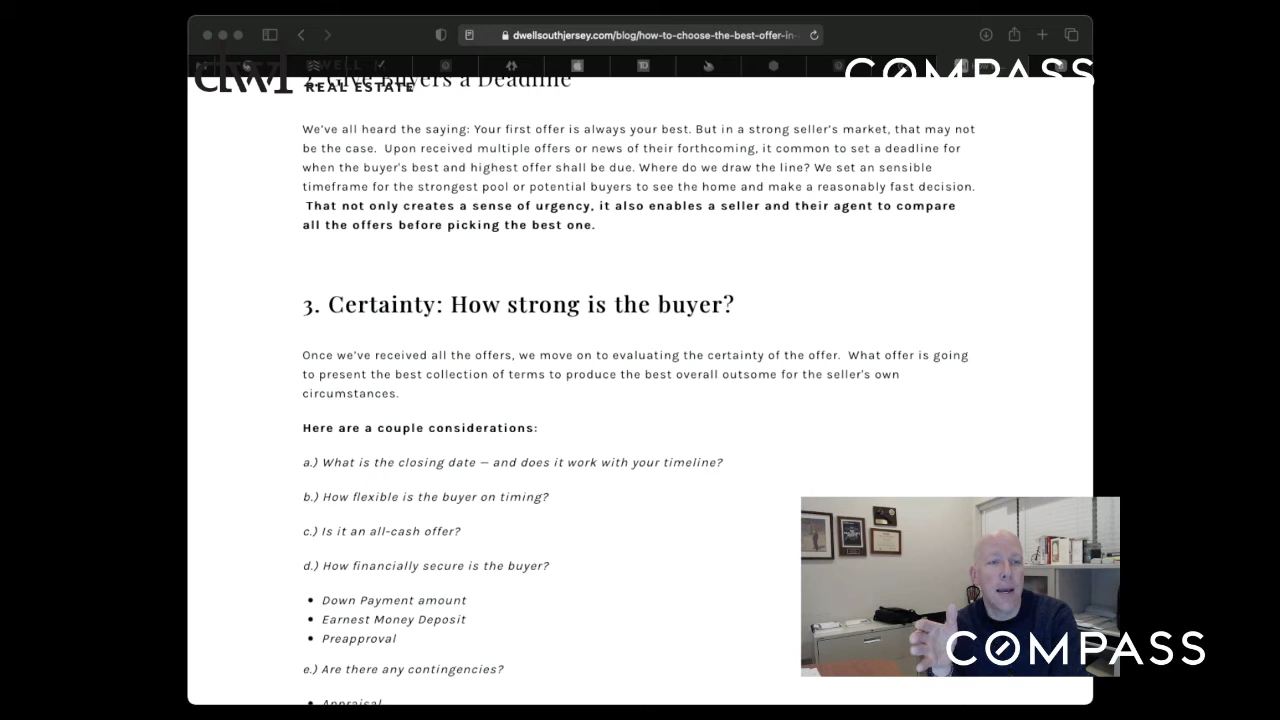 dwellsouthjersey.com/blog/how-to-choose-the-best-offer-in-
dwl
DWELL
REAL ESTATE
COMPASS
2. Give Buyers a Deadline
We've all heard the saying: Your first offer is always your best. But in a strong seller's market, that may not
be the case.  Upon received multiple offers or news of their forthcoming, it common to set a deadline for
when the buyer's best and highest offer shall be due. Where do we draw the line? We set an sensible
timeframe for the strongest pool or potential buyers to see the home and make a reasonably fast decision.
That not only creates a sense of urgency, it also enables a seller and their agent to compare
all the offers before picking the best one.
3. Certainty: How strong is the buyer?
Once we've received all the offers, we move on to evaluating the certainty of the offer.  What offer is going
to present the best collection of terms to produce the best overall outsome for the seller's own
circumstances.
Here are a couple considerations:
a.) What is the closing date — and does it work with your timeline?
b.) How flexible is the buyer on timing?
c.) Is it an all-cash offer?
d.) How financially secure is the buyer?
• Down Payment amount
• Earnest Money Deposit
• Preapproval
e.) Are there any contingencies?
• Appraisal
COMPASS